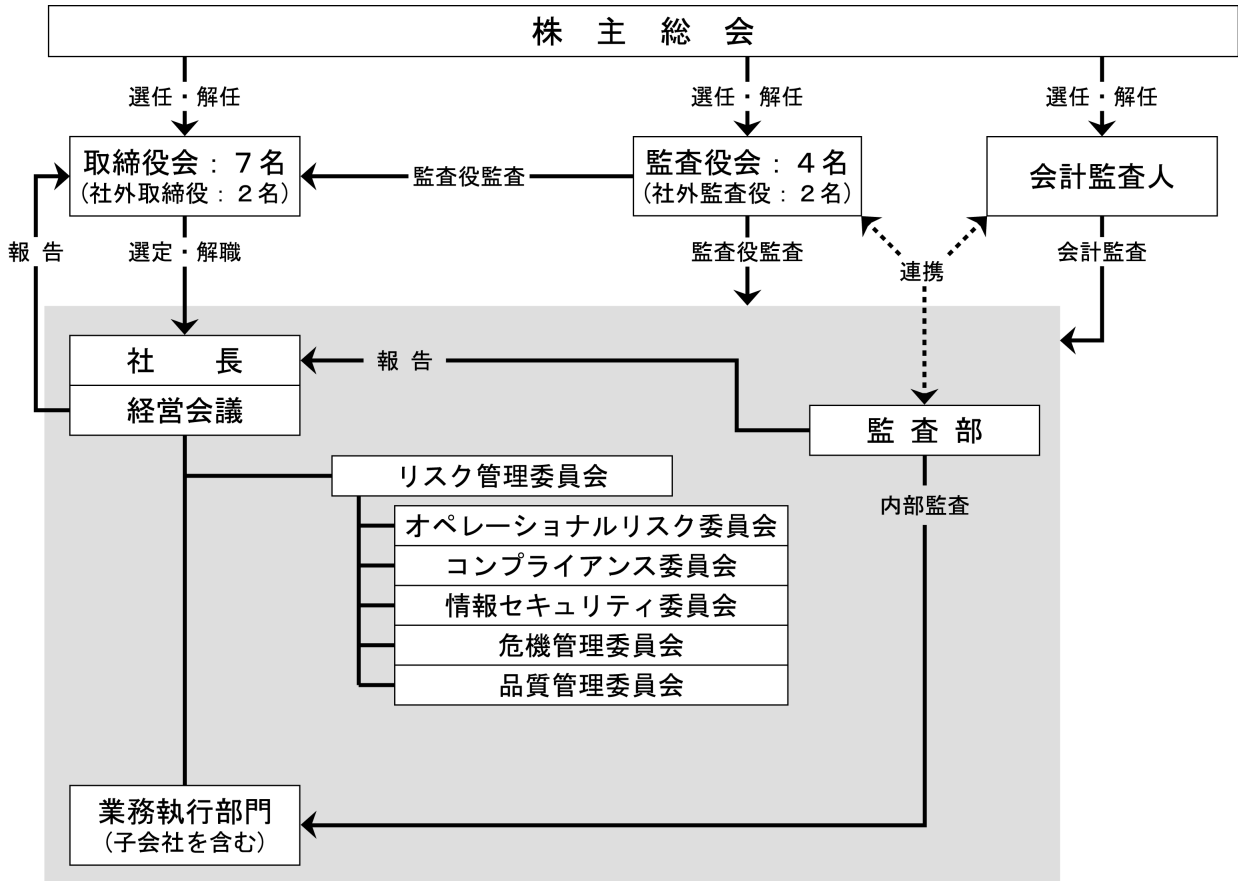 株主総会
選任・解任
選任・解任
選任・解任
取締役会：７名
(社外取締役：２名)
監査役監査
監査役会：４名
(社外監査役：２名)
会計監査人
報告
選定・解職
監査役監査
連携
会計監査
社長
報告
経営会議
監査部
リスク管理委員会
内部監査
オペレーショナルリスク委員会
コンプライアンス委員会
情報セキュリティ委員会
危機管理委員会
品質管理委員会
業務執行部門
(子会社を含む)